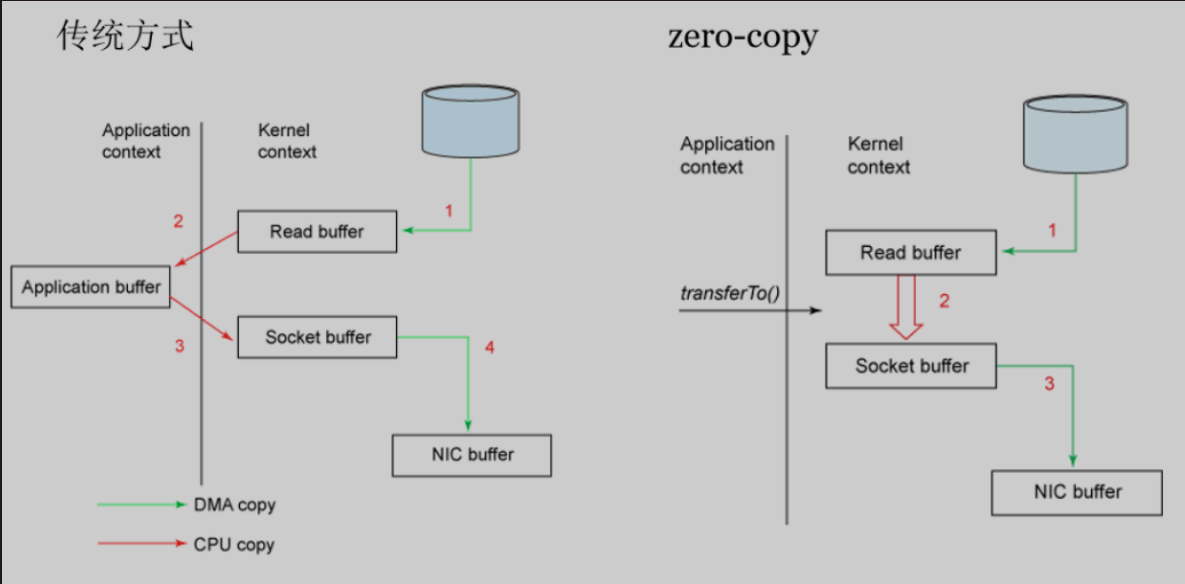 传统方式
Application
context
Kernel
context
1
2
Read buffer
Application buffer
3
Socket buffer
4
NIC buffer
DMA copy
CPU copy
zero-copy
Application
context
Kernel
context
1
Read buffer
transferTo()
2
Socket buffer
3
NIC buffer